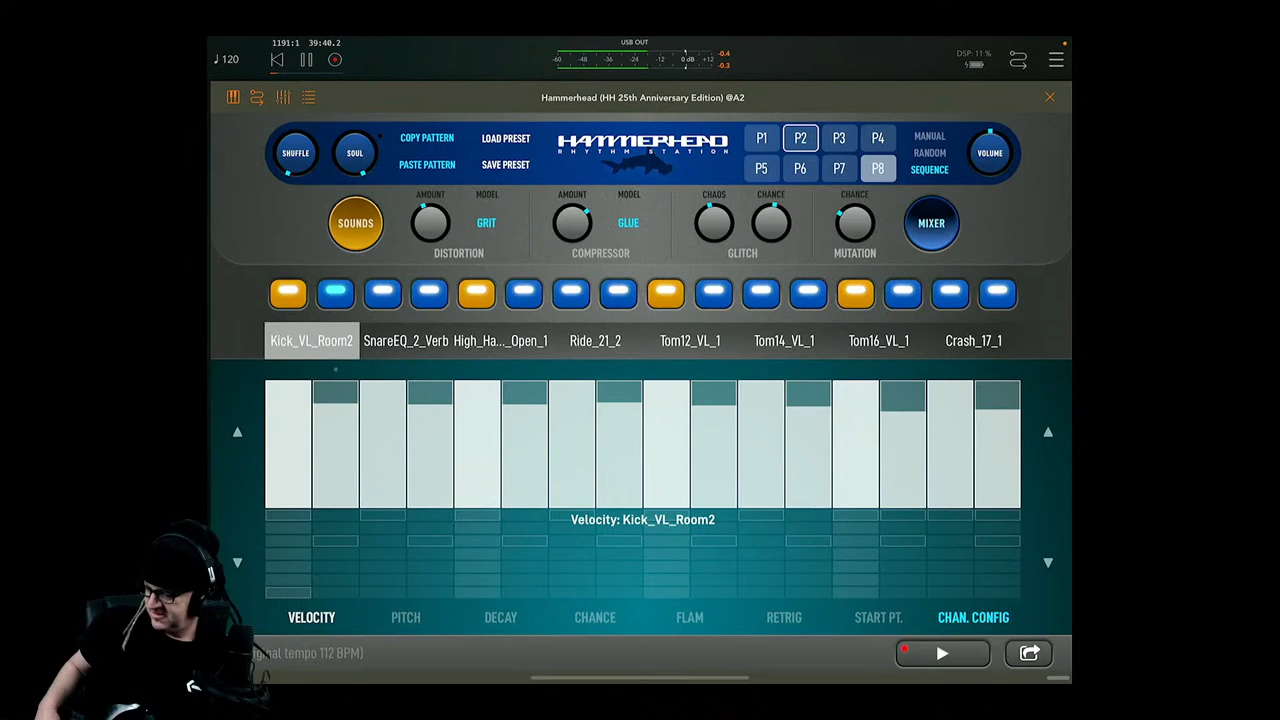 1191:1 39:40.2
♩120
USB OUT
-60 -48 -36 -24 -12 0 dB +12
-0.4
-0.3
DSP: 11 %
Hammerhead (HH 25th Anniversary Edition) @A2
SHUFFLE
SOUL
COPY PATTERN
PASTE PATTERN
LOAD PRESET
SAVE PRESET
HAMMERHEAD
RHYTHM STATION
P1 P2 P3 P4
P5 P6 P7 P8
MANUAL
RANDOM
SEQUENCE
VOLUME
SOUNDS
AMOUNT MODEL
GRIT
DISTORTION
AMOUNT MODEL
GLUE
COMPRESSOR
CHAOS CHANCE
GLITCH
CHANCE
MUTATION
MIXER
Kick_VL_Room2 SnareEQ_2_Verb High_Ha..._Open_1 Ride_21_2 Tom12_VL_1 Tom14_VL_1 Tom16_VL_1 Crash_17_1
Velocity: Kick_VL_Room2
VELOCITY PITCH DECAY CHANCE FLAM RETRIG START PT. CHAN. CONFIG
tempo 112 BPM)